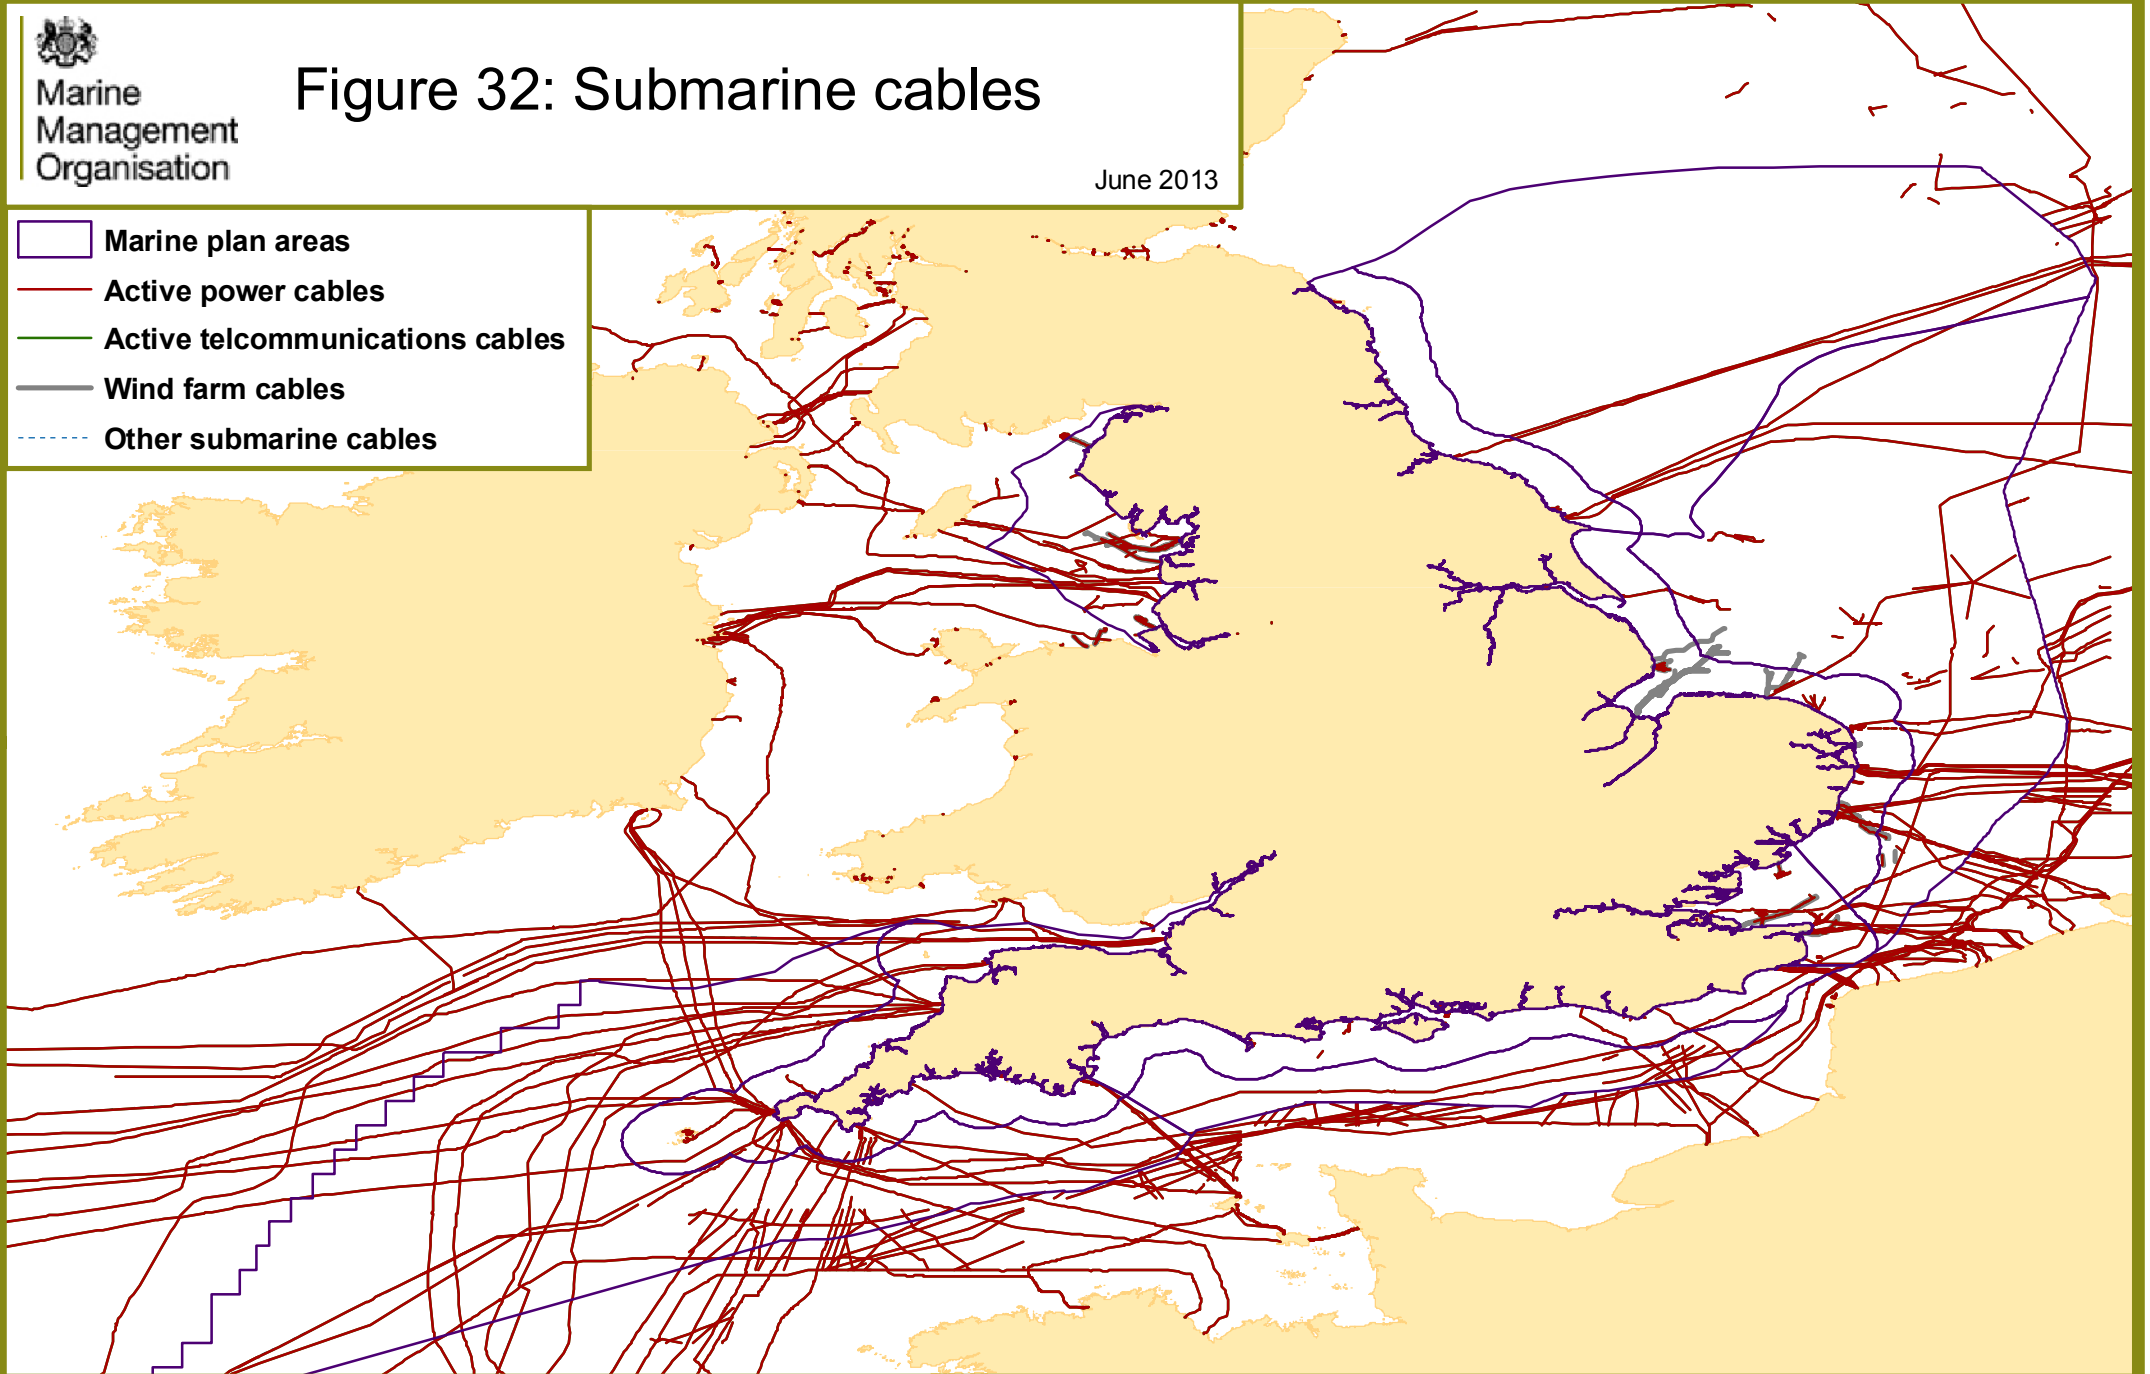 Marine
Management
Organisation
Figure 32: Submarine cables
June 2013
Marine plan areas
Active power cables
Active telcommunications cables
Wind farm cables
Other submarine cables